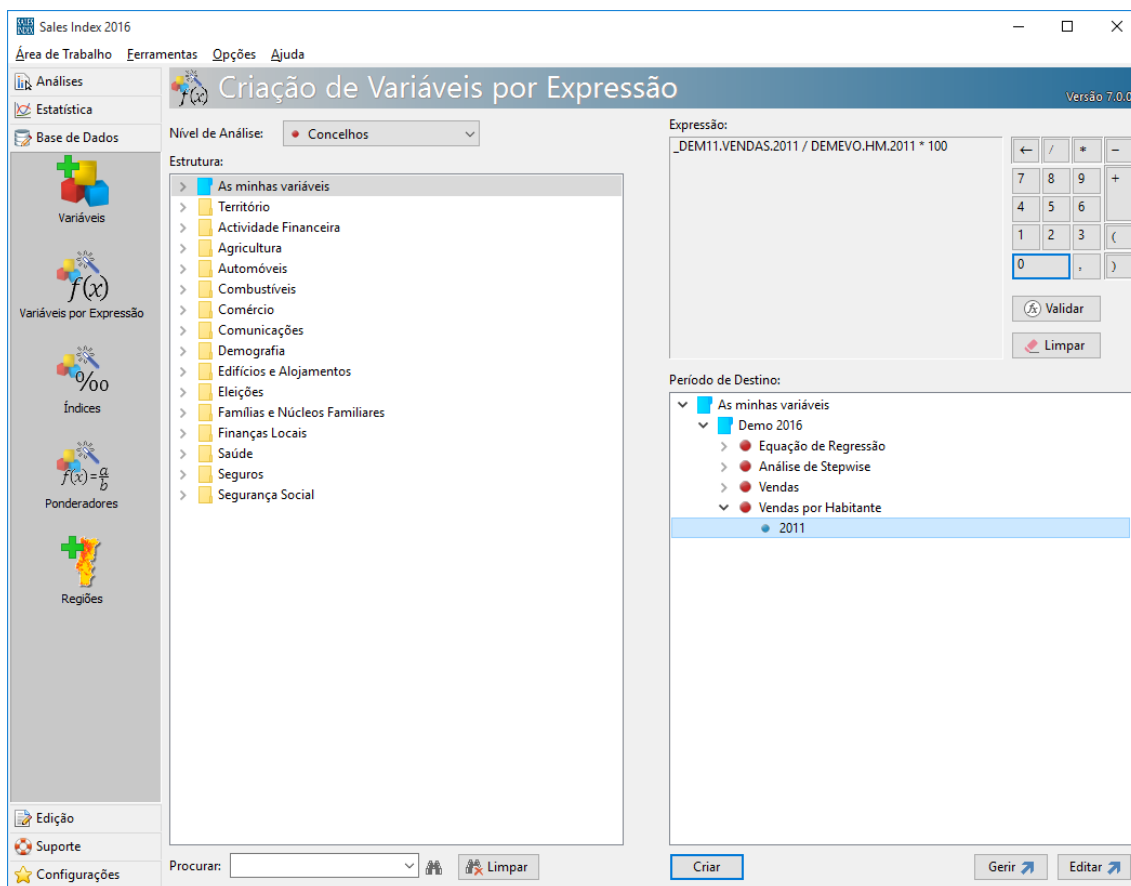 SALES INDEX Sales Index 2016
Área de Trabalho Ferramentas Opções Ajuda
Análises
Estatística
Base de Dados
Variáveis
f(x)
Variáveis por Expressão
%00
Índices
f(x)=a/b
Ponderadores
Regiões
Edição
Suporte
Configurações
f(x) Criação de Variáveis por Expressão
Versão 7.0.0
Nível de Análise: Concelhos
Estrutura:
As minhas variáveis
Território
Actividade Financeira
Agricultura
Automóveis
Combustíveis
Comércio
Comunicações
Demografia
Edifícios e Alojamentos
Eleições
Famílias e Núcleos Familiares
Finanças Locais
Saúde
Seguros
Segurança Social
Procurar: Limpar
Expressão:
_DEM11.VENDAS.2011 / DEMEVO.HM.2011 * 100
← / * −
7 8 9 +
4 5 6
1 2 3 (
0 , )
fx Validar
Limpar
Período de Destino:
As minhas variáveis
Demo 2016
Equação de Regressão
Análise de Stepwise
Vendas
Vendas por Habitante
2011
Criar Gerir Editar